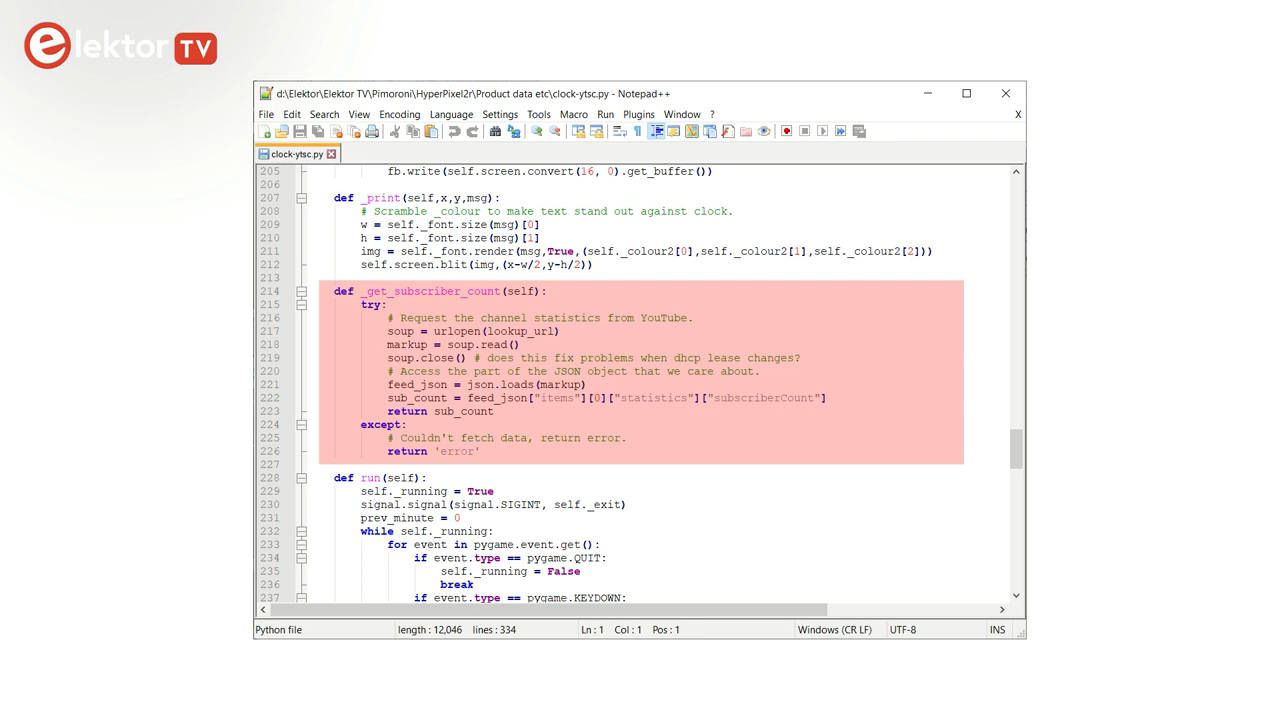 elektor TV
d:\Elektor\Elektor TV\Pimoroni\HyperPixel2r\Product data etc\clock-ytsc.py - Notepad++
File Edit Search View Encoding Language Settings Tools Macro Run Plugins Window ? X
clock-ytsc.py
205 fb.write(self.screen.convert(16, 0).get_buffer())
206
207 def _print(self,x,y,msg):
208 # Scramble _colour to make text stand out against clock.
209 w = self._font.size(msg)[0]
210 h = self._font.size(msg)[1]
211 img = self._font.render(msg,True,(self._colour2[0],self._colour2[1],self._colour2[2]))
212 self.screen.blit(img,(x-w/2,y-h/2))
213
214 def _get_subscriber_count(self):
215 try:
216 # Request the channel statistics from YouTube.
217 soup = urlopen(lookup_url)
218 markup = soup.read()
219 soup.close() # does this fix problems when dhcp lease changes?
220 # Access the part of the JSON object that we care about.
221 feed_json = json.loads(markup)
222 sub_count = feed_json["items"][0]["statistics"]["subscriberCount"]
223 return sub_count
224 except:
225 # Couldn't fetch data, return error.
226 return 'error'
227
228 def run(self):
229 self._running = True
230 signal.signal(signal.SIGINT, self._exit)
231 prev_minute = 0
232 while self._running:
233 for event in pygame.event.get():
234 if event.type == pygame.QUIT:
235 self._running = False
236 break
237 if event.type == pygame.KEYDOWN:
Python file length : 12,046 lines : 334 Ln : 1 Col : 1 Pos : 1 Windows (CR LF) UTF-8 INS